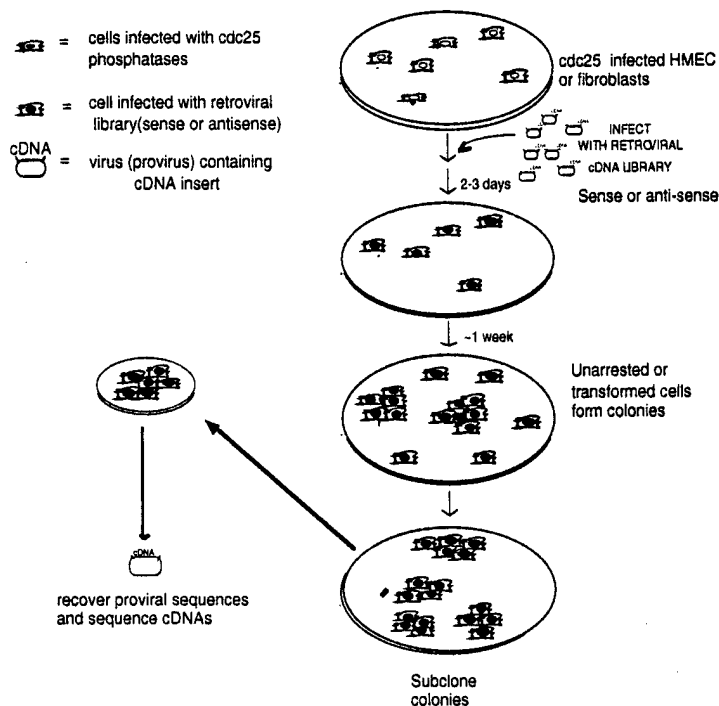 = cells infected with cdc25
phosphatases
= cell infected with retroviral
library(sense or antisense)
cDNA
= virus (provirus) containing
cDNA insert
cdc25 infected HMEC
or fibroblasts
INFECT
WITH RETROVIRAL
cDNA LIBRARY
2-3 days
Sense or anti-sense
~1 week
Unarrested or
transformed cells
form colonies
cDNA
recover proviral sequences
and sequence cDNAs
Subclone
colonies